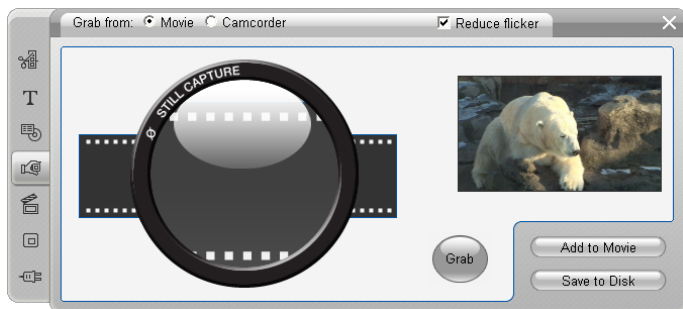 Grab from: Movie Camcorder Reduce flicker
T
Ø STILL CAPTURE
Grab
Add to Movie
Save to Disk